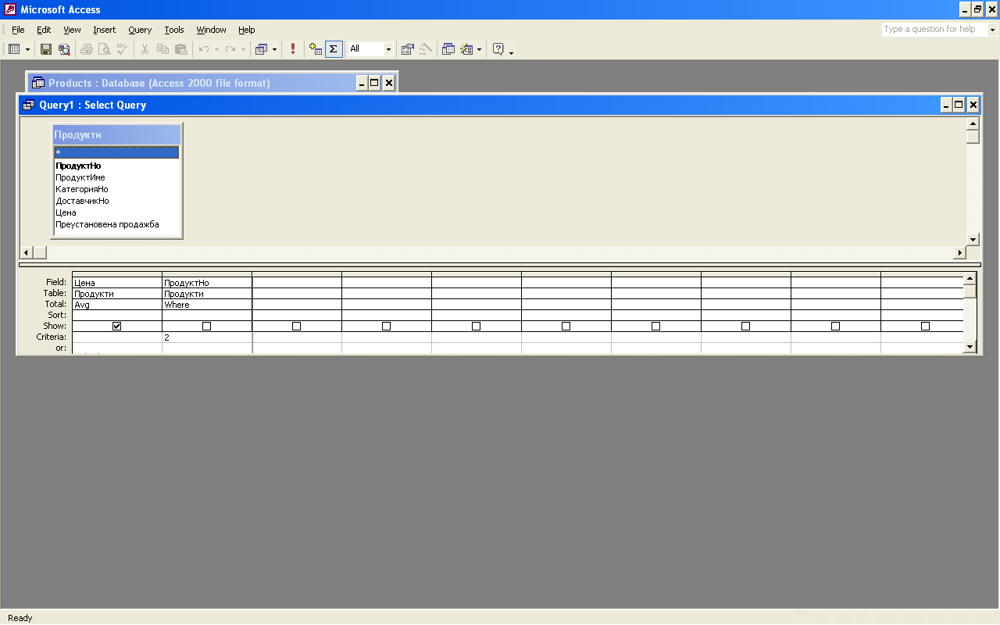 Microsoft Access
File Edit View Insert Query Tools Window Help
Type a question for help
All
Products : Database (Access 2000 file format)
Query1 : Select Query
Продукти
*
ПродуктНо
ПродуктИме
КатегорияНо
ДоставчикНо
Цена
Преустановена продажба
Field: Цена ПродуктНо
Table: Продукти Продукти
Total: Avg Where
Sort:
Show:
Criteria: 2
or:
Ready